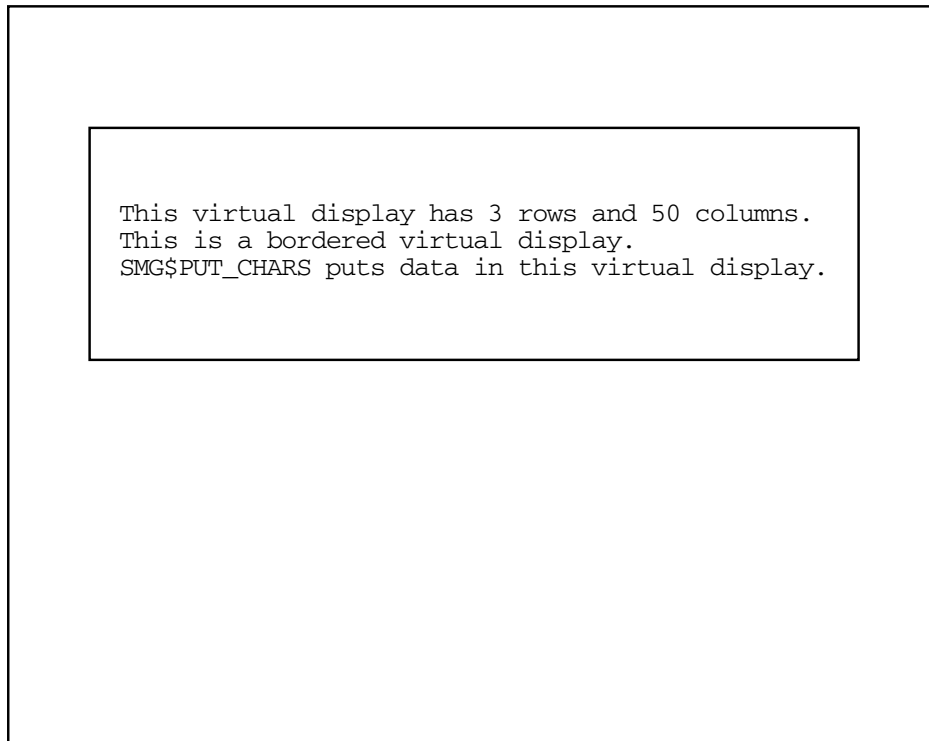 This virtual display has 3 rows and 50 columns.
This is a bordered virtual display.
SMG$PUT_CHARS puts data in this virtual display.